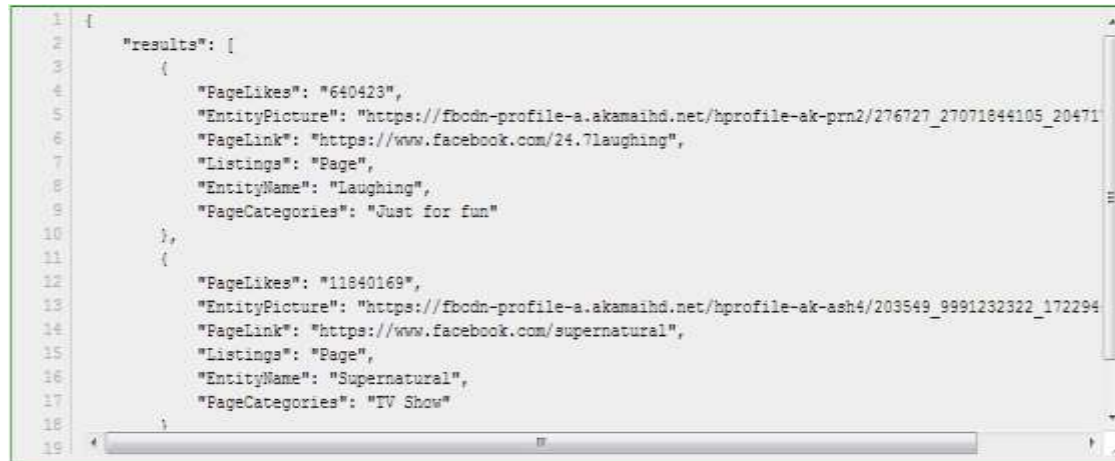 1 {
2 "results": [
3 {
4 "PageLikes": "640423",
5 "EntityPicture": "https://fbcdn-profile-a.akamaihd.net/hprofile-ak-prn2/276727_27071844105_20471
6 "PageLink": "https://www.facebook.com/24.7laughing",
7 "Listings": "Page",
8 "EntityName": "Laughing",
9 "PageCategories": "Just for fun"
10 },
11 {
12 "PageLikes": "11840169",
13 "EntityPicture": "https://fbcdn-profile-a.akamaihd.net/hprofile-ak-ash4/203549_9991232322_172294
14 "PageLink": "https://www.facebook.com/supernatural",
15 "Listings": "Page",
16 "EntityName": "Supernatural",
17 "PageCategories": "TV Show"
18 }
19